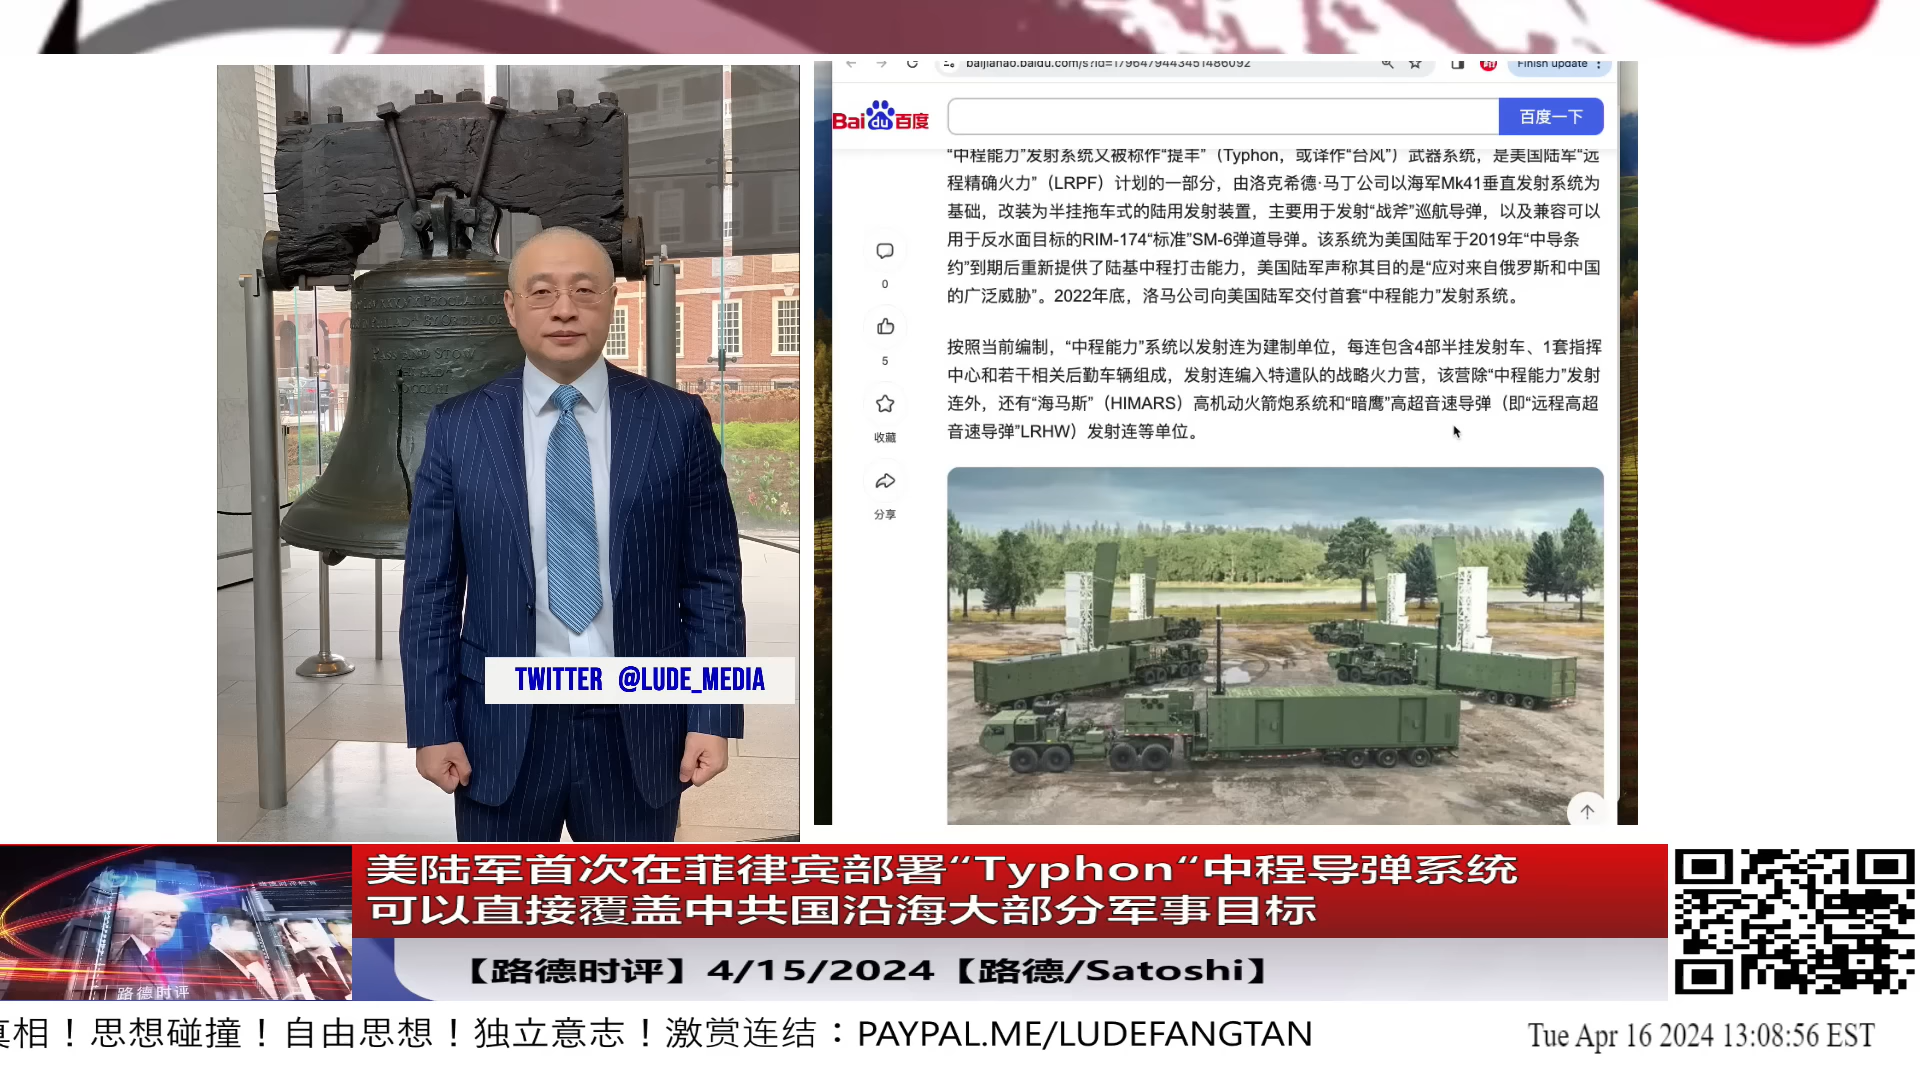 baijiahao.baidu.com/s?id=1796479443451486092
Finish update
Bai du 百度
百度一下
“中程能力”发射系统又被称作“提丰”（Typhon，或译作“台风”）武器系统，是美国陆军“远
程精确火力”（LRPF）计划的一部分，由洛克希德·马丁公司以海军Mk41垂直发射系统为
基础，改装为半挂拖车式的陆用发射装置，主要用于发射“战斧”巡航导弹，以及兼容可以
用于反水面目标的RIM-174“标准”SM-6弹道导弹。该系统为美国陆军于2019年“中导条
约”到期后重新提供了陆基中程打击能力，美国陆军声称其目的是“应对来自俄罗斯和中国
的广泛威胁”。2022年底，洛马公司向美国陆军交付首套“中程能力”发射系统。
按照当前编制，“中程能力”系统以发射连为建制单位，每连包含4部半挂发射车、1套指挥
中心和若干相关后勤车辆组成，发射连编入特遣队的战略火力营，该营除“中程能力”发射
连外，还有“海马斯”（HIMARS）高机动火箭炮系统和“暗鹰”高超音速导弹（即“远程高超
音速导弹”LRHW）发射连等单位。
0
5
收藏
分享
PASS AND STOW
TWITTER @LUDE_MEDIA
美陆军首次在菲律宾部署“Typhon“中程导弹系统
可以直接覆盖中共国沿海大部分军事目标
【路德时评】4/15/2024【路德/Satoshi】
路德时评
真相！思想碰撞！自由思想！独立意志！激赏连结：PAYPAL.ME/LUDEFANGTAN
Tue Apr 16 2024 13:08:56 EST